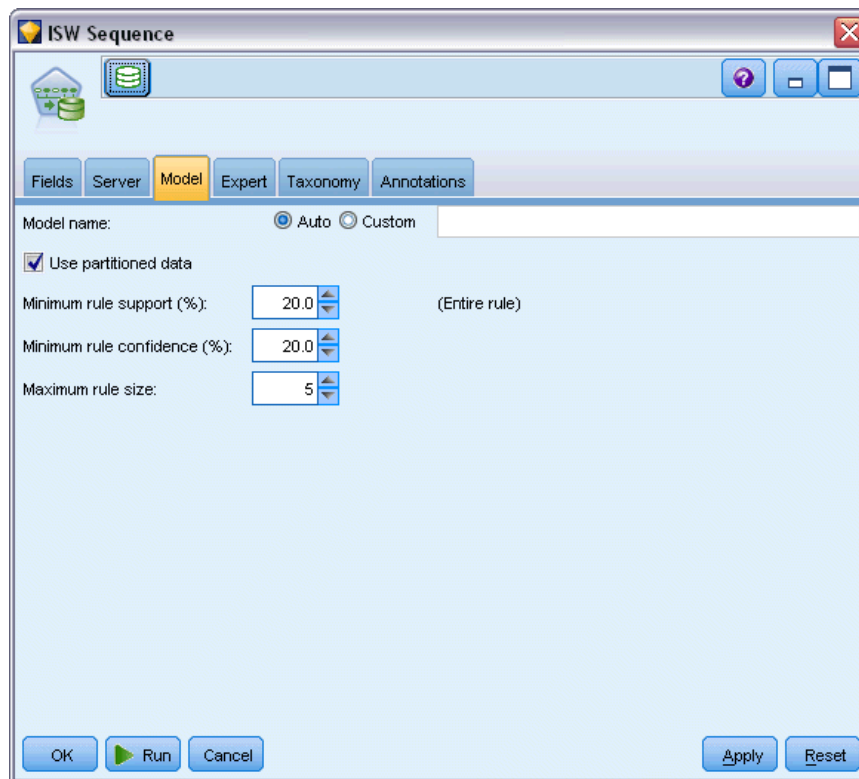 ISW Sequence
Fields Server Model Expert Taxonomy Annotations
Model name: Auto Custom
Use partitioned data
Minimum rule support (%): 20.0 (Entire rule)
Minimum rule confidence (%): 20.0
Maximum rule size: 5
OK Run Cancel Apply Reset